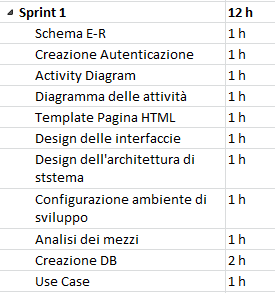 Sprint 1 12 h
Schema E-R 1 h
Creazione Autenticazione 1 h
Activity Diagram 1 h
Diagramma delle attività 1 h
Template Pagina HTML 1 h
Design delle interfaccie 1 h
Design dell'architettura di 1 h
ststema
Configurazione ambiente di 1 h
sviluppo
Analisi dei mezzi 1 h
Creazione DB 2 h
Use Case 1 h